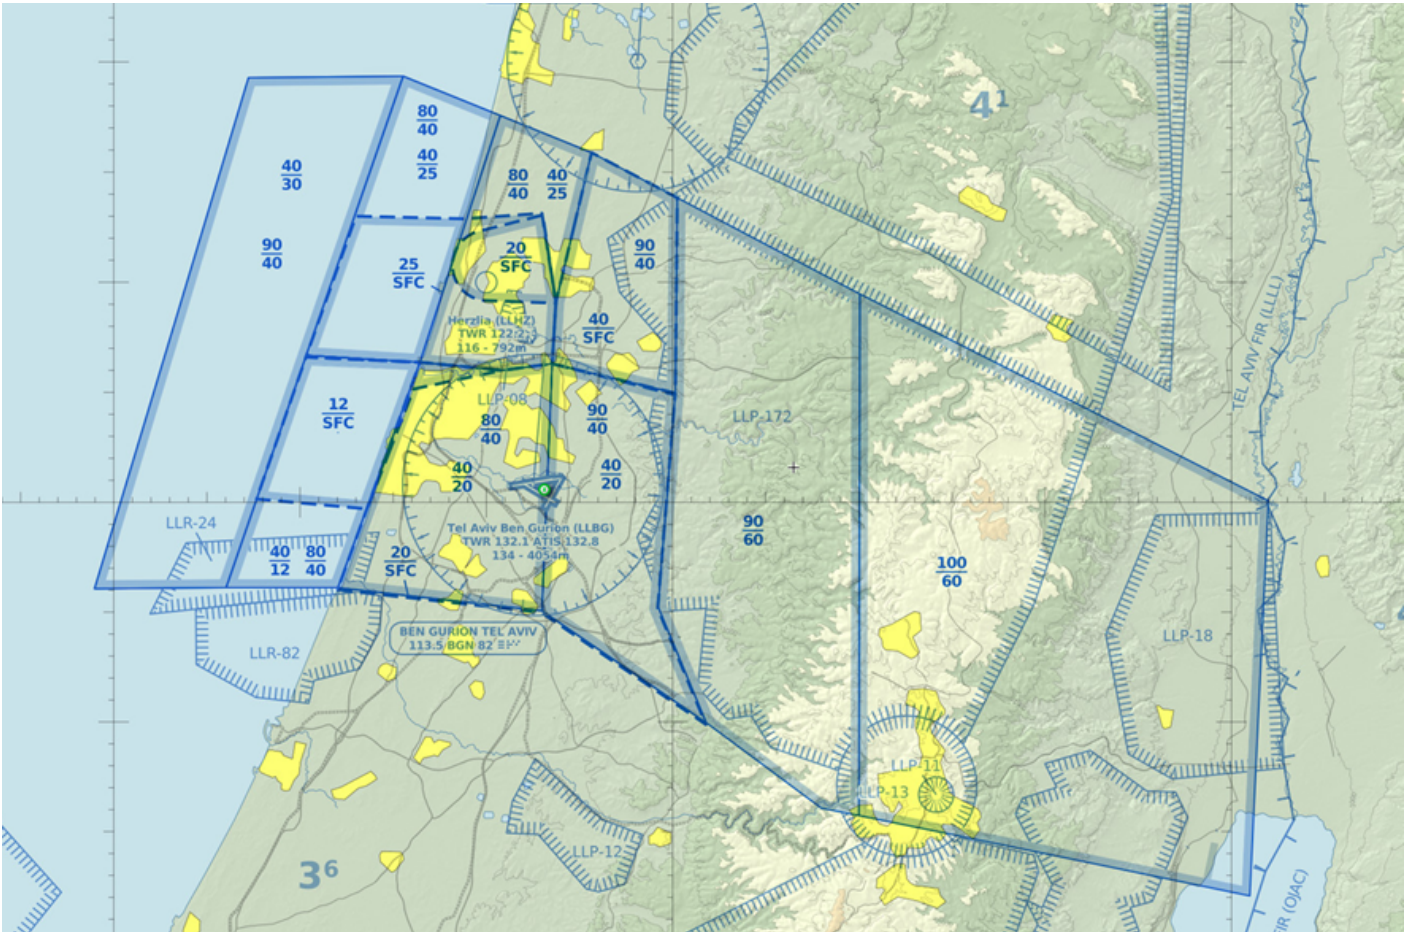 4¹
80
40
40
25
40
30
80
40
40
25
90
40
20
SFC
90
40
25
SFC
Herzlia (LLHZ)
TWR 122.2
116 - 792m
40
SFC
TEL AVIV FIR (LLLL)
LLP-08
12
SFC
80
40
90
40
LLP-172
40
20
40
20
LLR-24
Tel Aviv Ben Gurion (LLBG)
TWR 132.1 ATIS 132.8
134 - 4054m
90
60
40
12
80
40
20
SFC
100
60
BEN GURION TEL AVIV
113.5 BGN 82
LLP-18
LLR-82
LLP-11
LLP-13
LLP-12
3⁶
FIR (OJAC)